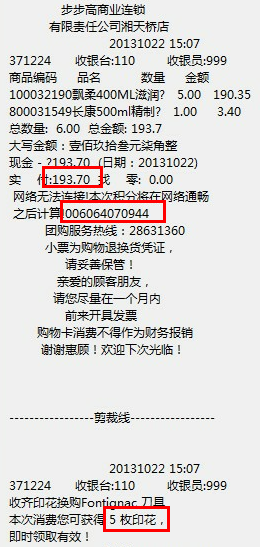 步步高商业连锁
有限责任公司湘天桥店
20131022 15:07
371224 收银台:110 收银员:999
商品编码 品名 数量 金额
100032190飘柔400ML滋润? 5.00 190.35
800031549长康500ml精制? 1.00 3.40
总数量: 6.00 总金额: 193.7
大写金额：壹佰玖拾叁元柒角整
现金 - ?193.70 (日期：20131022)
实 付:193.70 找 零: 0.00
网络无法连接!本次积分将在网络通畅
之后计算!006064070944
团购服务热线：28631360
小票为购物退换货凭证，
请妥善保管！
亲爱的顾客朋友，
请您尽量在一个月内
前来开具发票
购物卡消费不得作为财务报销
谢谢惠顾！欢迎下次光临！
-----------------剪裁线-----------------
20131022 15:07
371224 收银台:110 收银员:999
收齐印花换购Fontignac 刀具
本次消费您可获得 5 枚印花，
即时领取有效！